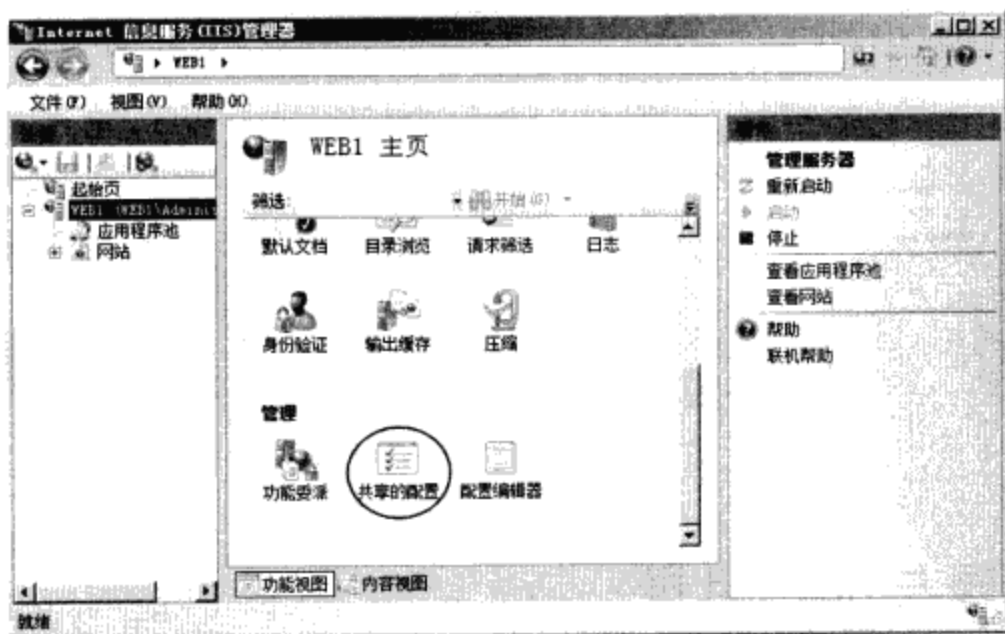 Internet 信息服务(IIS)管理器
WEB1
文件(F) 视图(V) 帮助(H)
起始页
WEB1 (WEB1\Administ
应用程序池
网站
WEB1 主页
筛选: 开始(G)
默认文档 目录浏览 请求筛选 日志
身份验证 输出缓存 压缩
管理
功能委派 共享的配置 配置编辑器
功能视图 内容视图
管理服务器
重新启动
启动
停止
查看应用程序池
查看网站
帮助
联机帮助
就绪